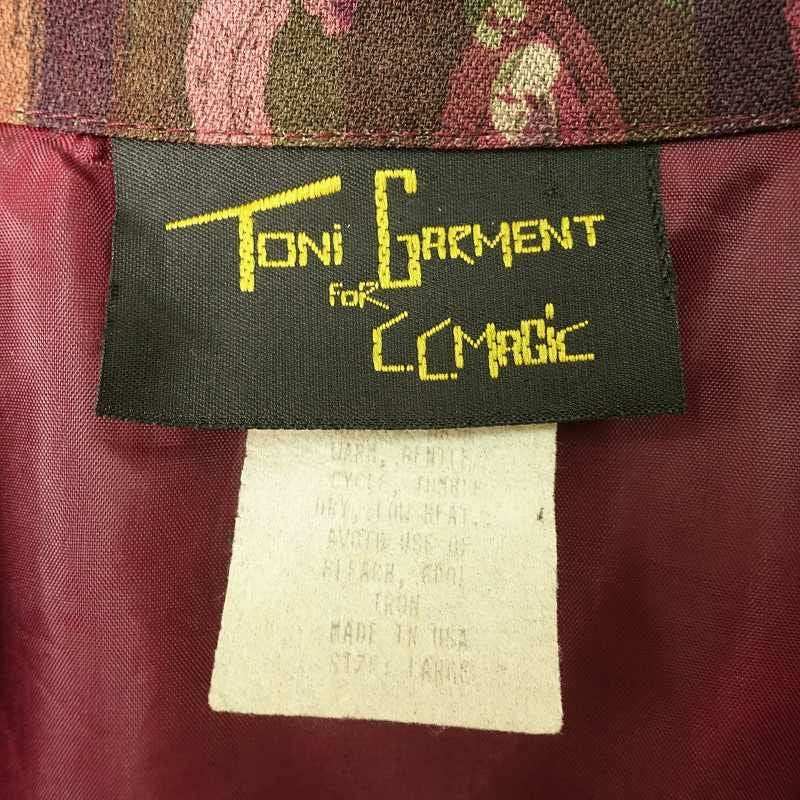 TONi GARMENT
FOR
C.C.MAGiC
WARM, GENTLE
CYCLE, TUMBLE
DRY, LOW HEAT.
AVOID USE OF
BLEACH, COOL
IRON
MADE IN USA
SIZE: LARGE